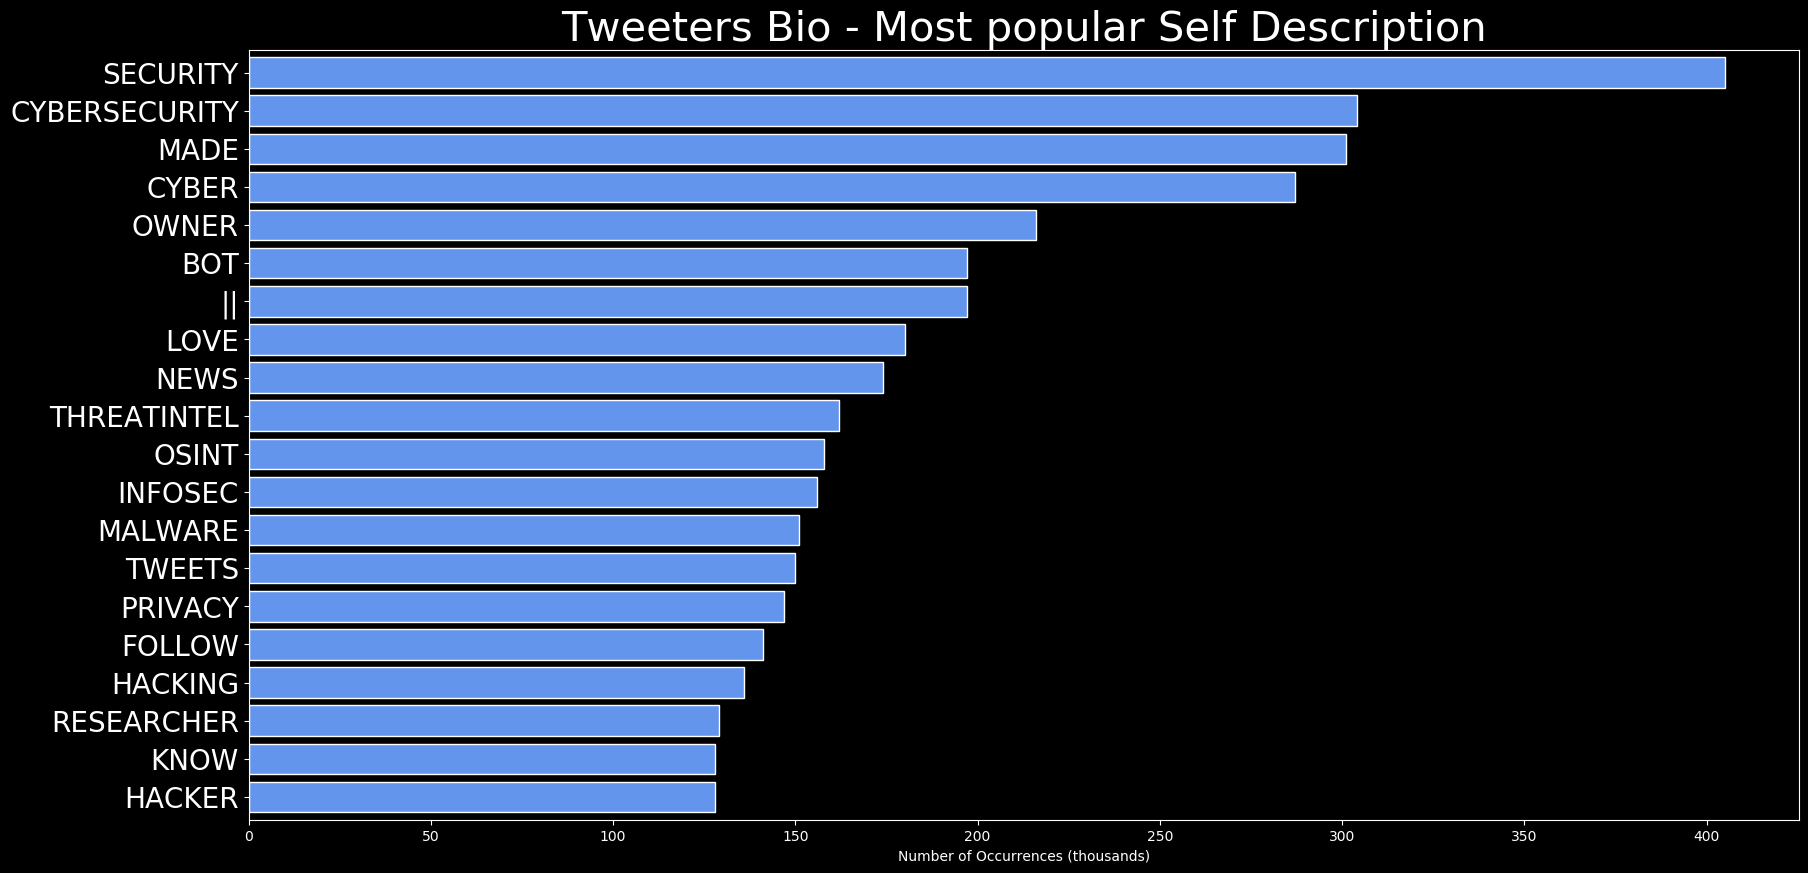 Tweeters Bio - Most popular Self Description
SECURITY
CYBERSECURITY
MADE
CYBER
OWNER
BOT
||
LOVE
NEWS
THREATINTEL
OSINT
INFOSEC
MALWARE
TWEETS
PRIVACY
FOLLOW
HACKING
RESEARCHER
KNOW
HACKER
0 50 100 150 200 250 300 350 400
Number of Occurrences (thousands)